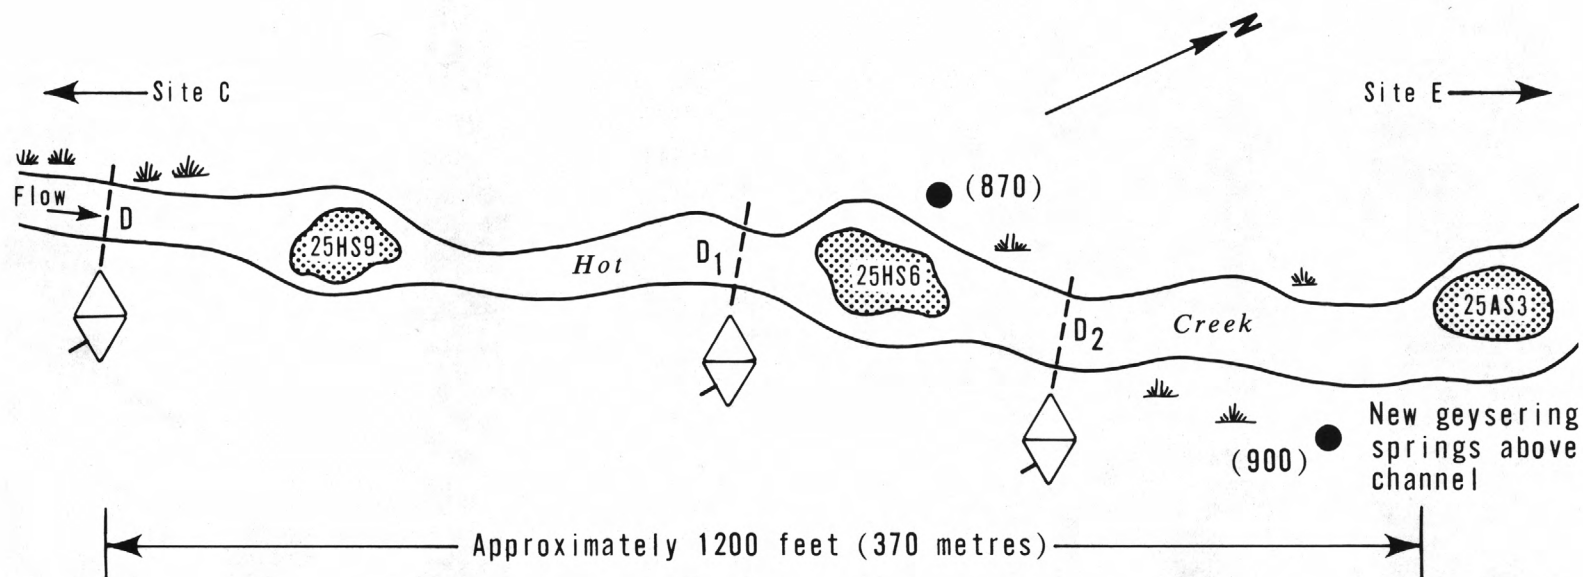 N
Site C
Site E
Flow
D
25HS9
Hot
D1
25HS6
(870)
D2
Creek
25AS3
New geysering
springs above
channel
(900)
Approximately 1200 feet (370 metres)